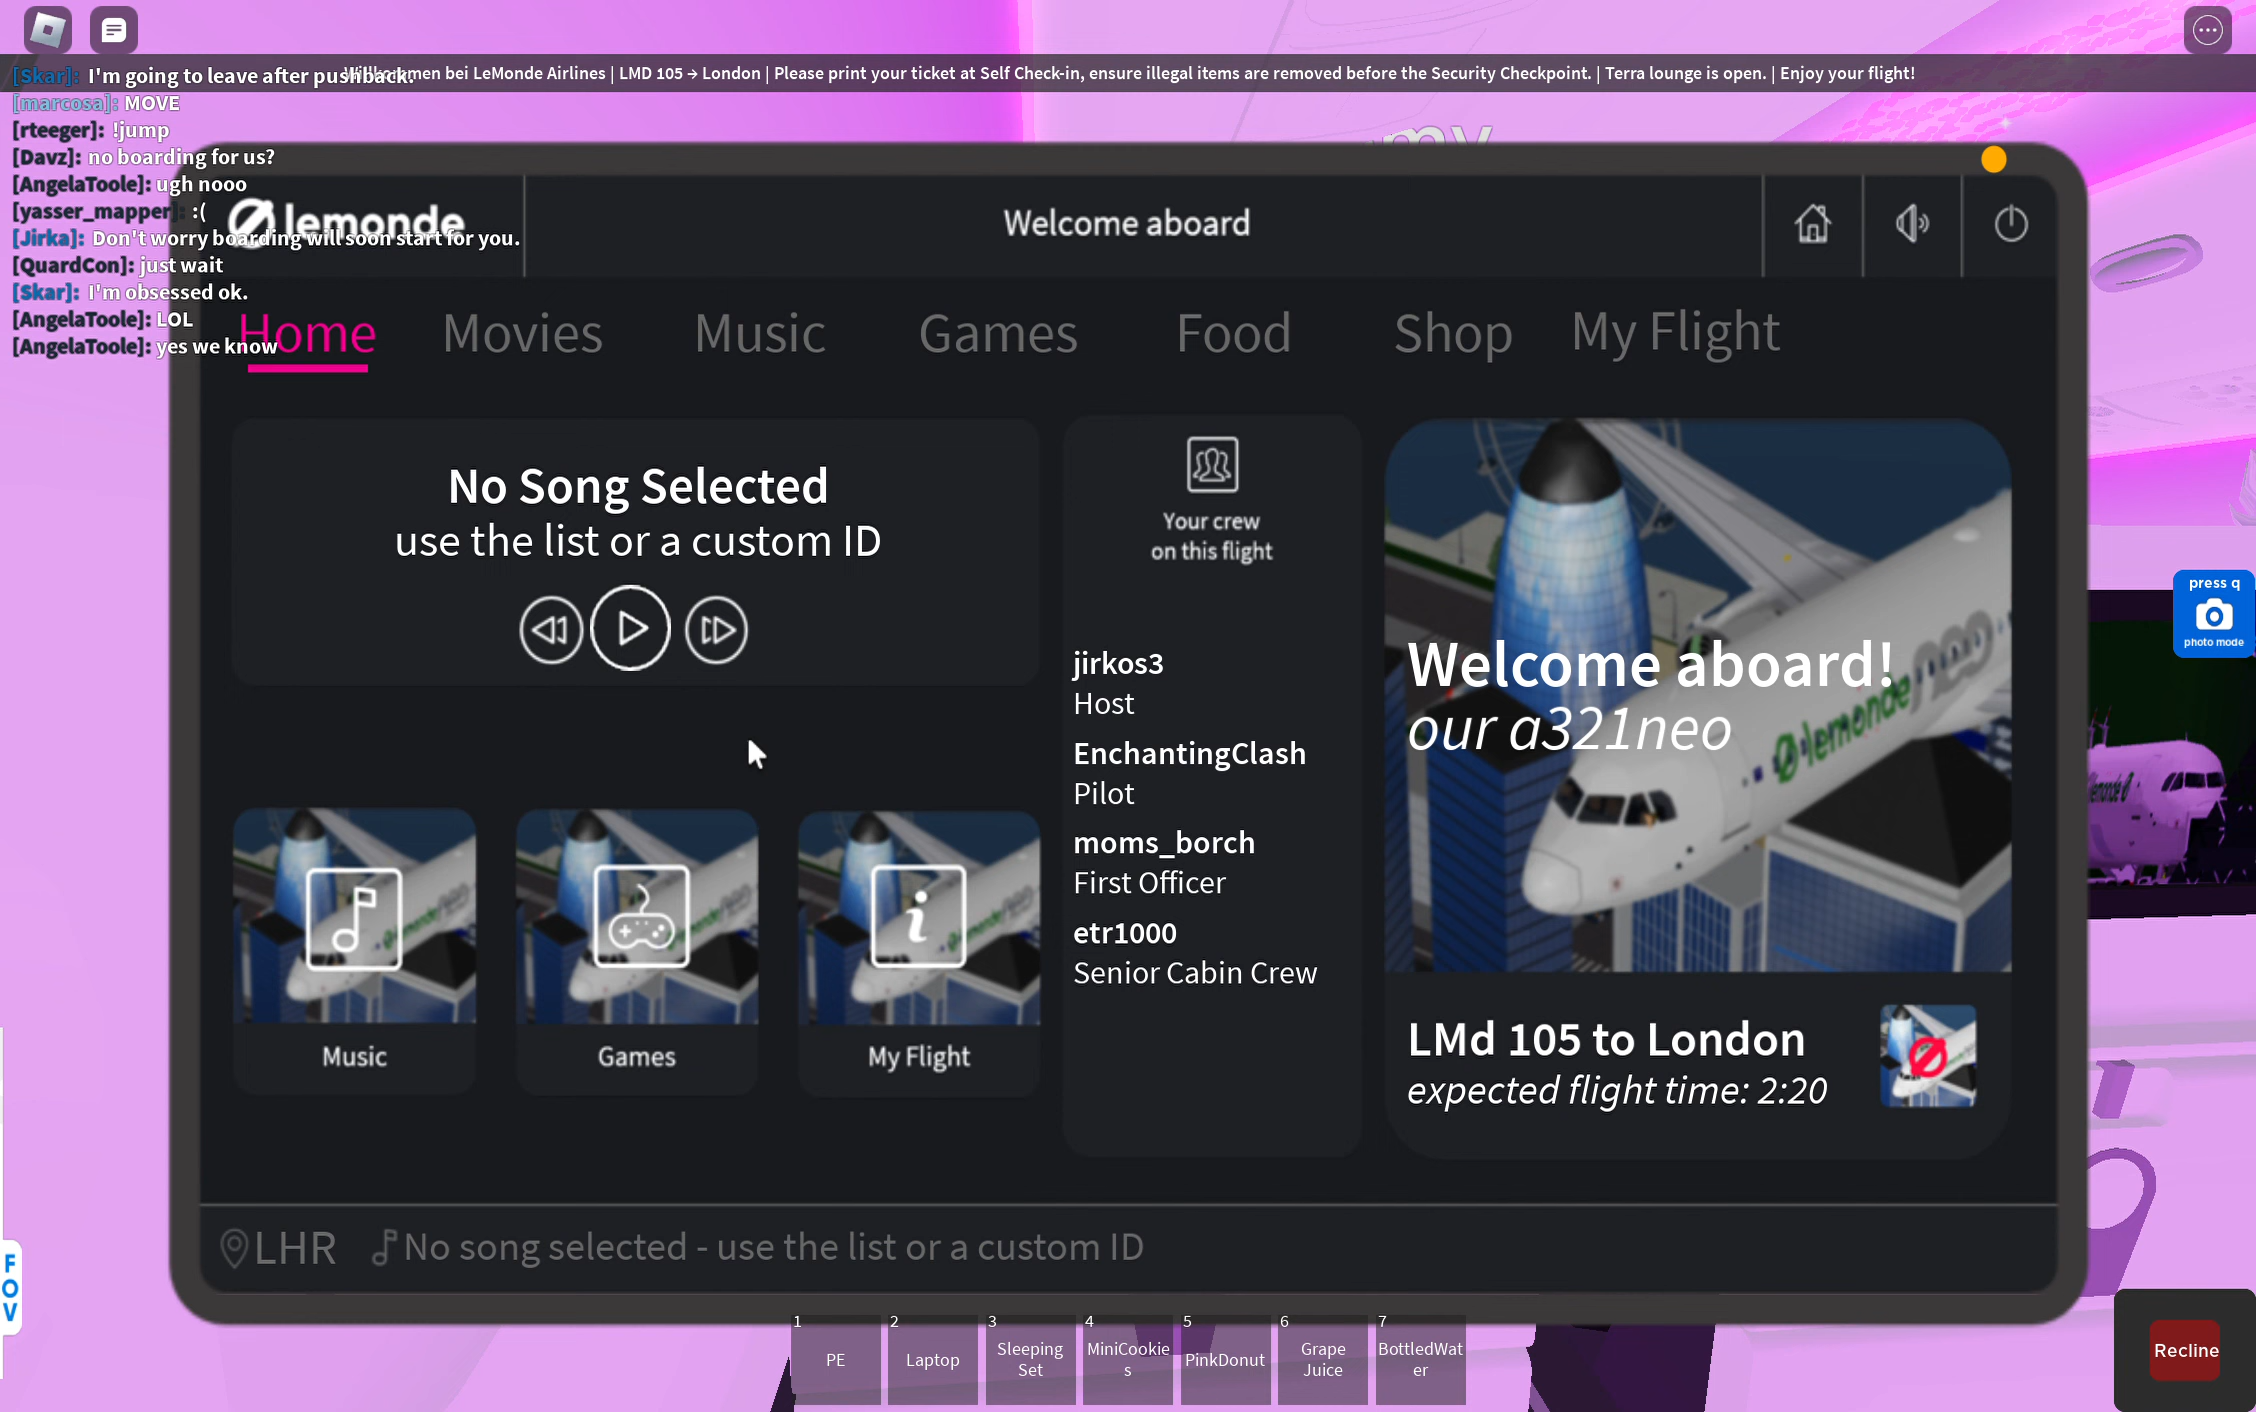 [Skar]: I'm going to leave after pushback.
Willkommen bei LeMonde Airlines | LMD 105 → London | Please print your ticket at Self Check-in, ensure illegal items are removed before the Security Checkpoint. | Terra lounge is open. | Enjoy your flight!
[marcosa]: MOVE
[rteeger]: !jump
[Davz]: no boarding for us?
[AngelaToole]: ugh nooo
[yasser_mapper]: :(
[Jirka]: Don't worry boarding will soon start for you.
[QuardCon]: just wait
[Skar]: I'm obsessed ok.
[AngelaToole]: LOL
[AngelaToole]: yes we know
my
lemonde
Welcome aboard
Home Movies Music Games Food Shop My Flight
No Song Selected
use the list or a custom ID
Your crew
on this flight
jirkos3
Host
EnchantingClash
Pilot
moms_borch
First Officer
etr1000
Senior Cabin Crew
lemonde neo
Welcome aboard!
our a321neo
LMd 105 to London
expected flight time: 2:20
Music
Games
My Flight
LHR
No song selected - use the list or a custom ID
press q
photo mode
lemonde
F
O
V
1 2 3 4 5 6 7
PE
Laptop
Sleeping
Set
MiniCookie
s
PinkDonut
Grape
Juice
BottledWat
er
Recline